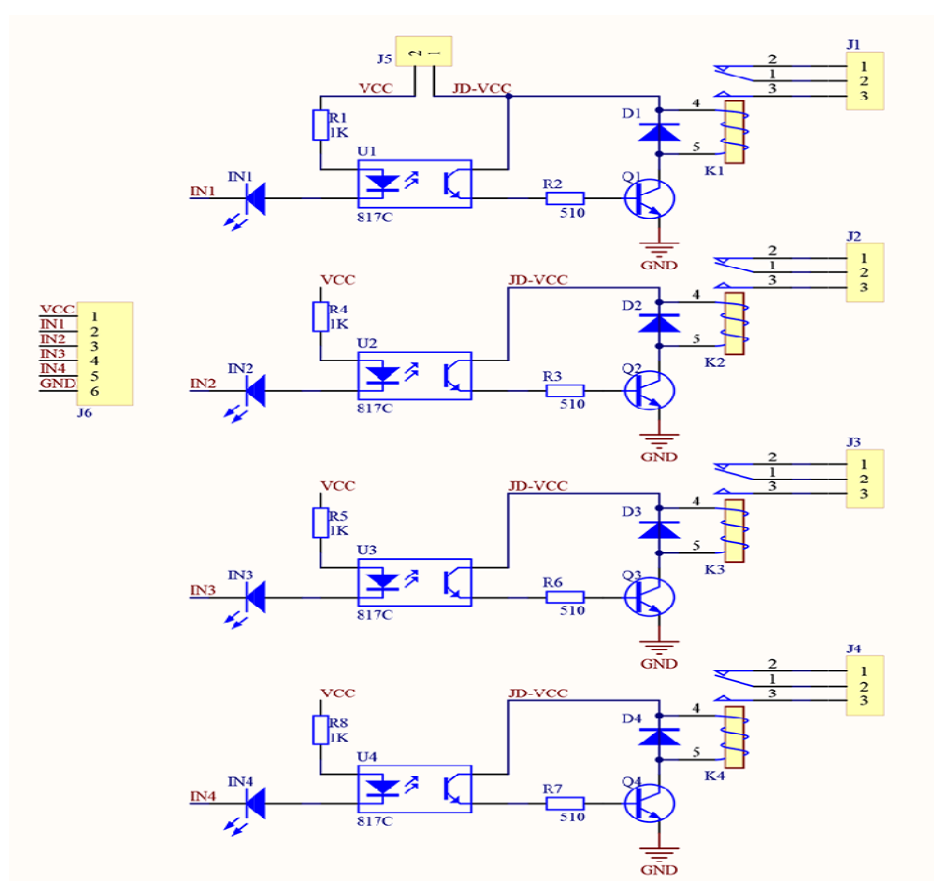 J5 2 1
VCC JD-VCC
R1
1K
U1
817C
IN1 IN1
R2
510
Q1
D1
4
5
K1
GND
J1
2 1
1 2
3 3
VCC JD-VCC
R4
1K
U2
817C
IN2 IN2
R3
510
Q2
D2
4
5
K2
GND
J2
2 1
1 2
3 3
VCC 1
IN1 2
IN2 3
IN3 4
IN4 5
GND 6
J6
VCC JD-VCC
R5
1K
U3
817C
IN3 IN3
R6
510
Q3
D3
4
5
K3
GND
J3
2 1
1 2
3 3
VCC JD-VCC
R8
1K
U4
817C
IN4 IN4
R7
510
Q4
D4
4
5
K4
GND
J4
2 1
1 2
3 3